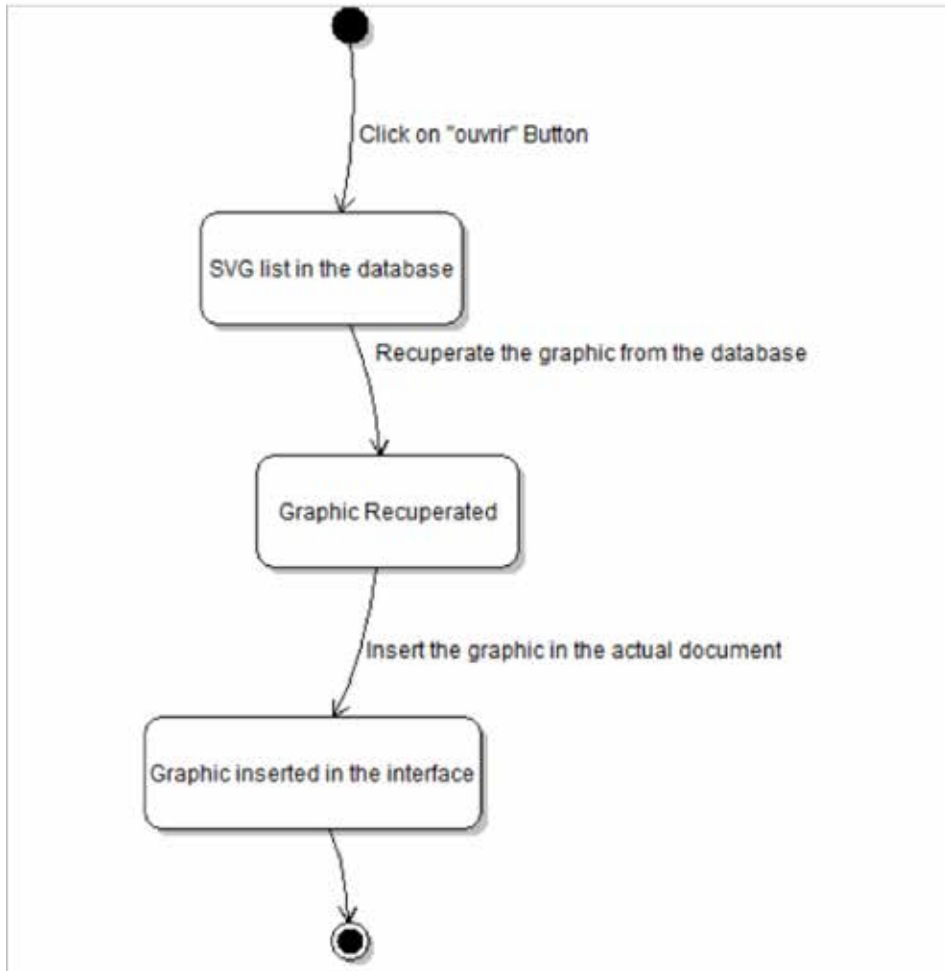 Click on "ouvrir" Button
SVG list in the database
Recuperate the graphic from the database
Graphic Recuperated
Insert the graphic in the actual document
Graphic inserted in the interface